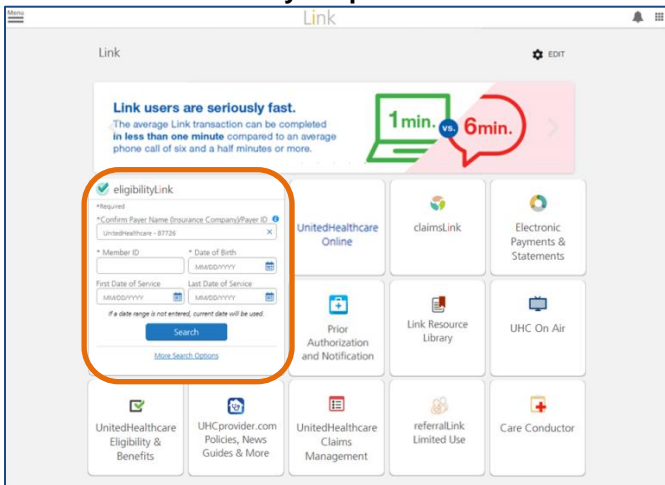 Menu
Link
Link
EDIT
Link users are seriously fast.
The average Link transaction can be completed
in less than one minute compared to an average
phone call of six and a half minutes or
more.
1 min. vs. 6 min.
eligibilityLink
*Required
*Confirm Payer Name (Insurance Company)/Payer ID
UnitedHealthcare - 87726
* Member ID
* Date of Birth
MM/DD/YYYY
First Date of Service
Last Date of Service
MM/DD/YYYY
MM/DD/YYYY
If a date range is not entered, current date will be used.
Search
More Search Options
UnitedHealthcare
Online
claimsLink
Electronic
Payments &
Statements
Prior
Authorization
and Notification
Link Resource
Library
UHC On Air
UnitedHealthcare
Eligibility &
Benefits
UHCprovider.com
Policies, News
Guides & More
UnitedHealthcare
Claims
Management
referralLink
Limited Use
Care Conductor